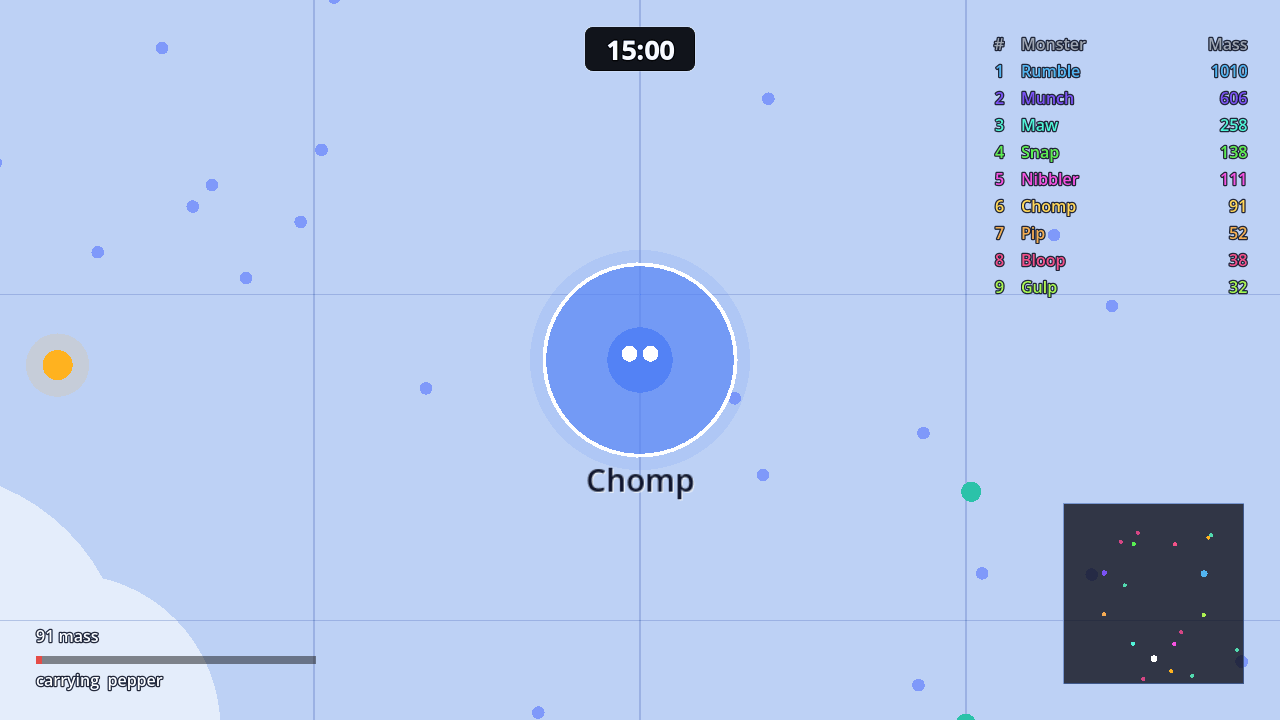 15:00
# Monster Mass
1 Rumble 1010
2 Munch 606
3 Maw 258
4 Snap 138
5 Nibbler 111
6 Chomp 91
7 Pip 52
8 Bloop 38
9 Gulp 32
Chomp
91 mass
carrying pepper